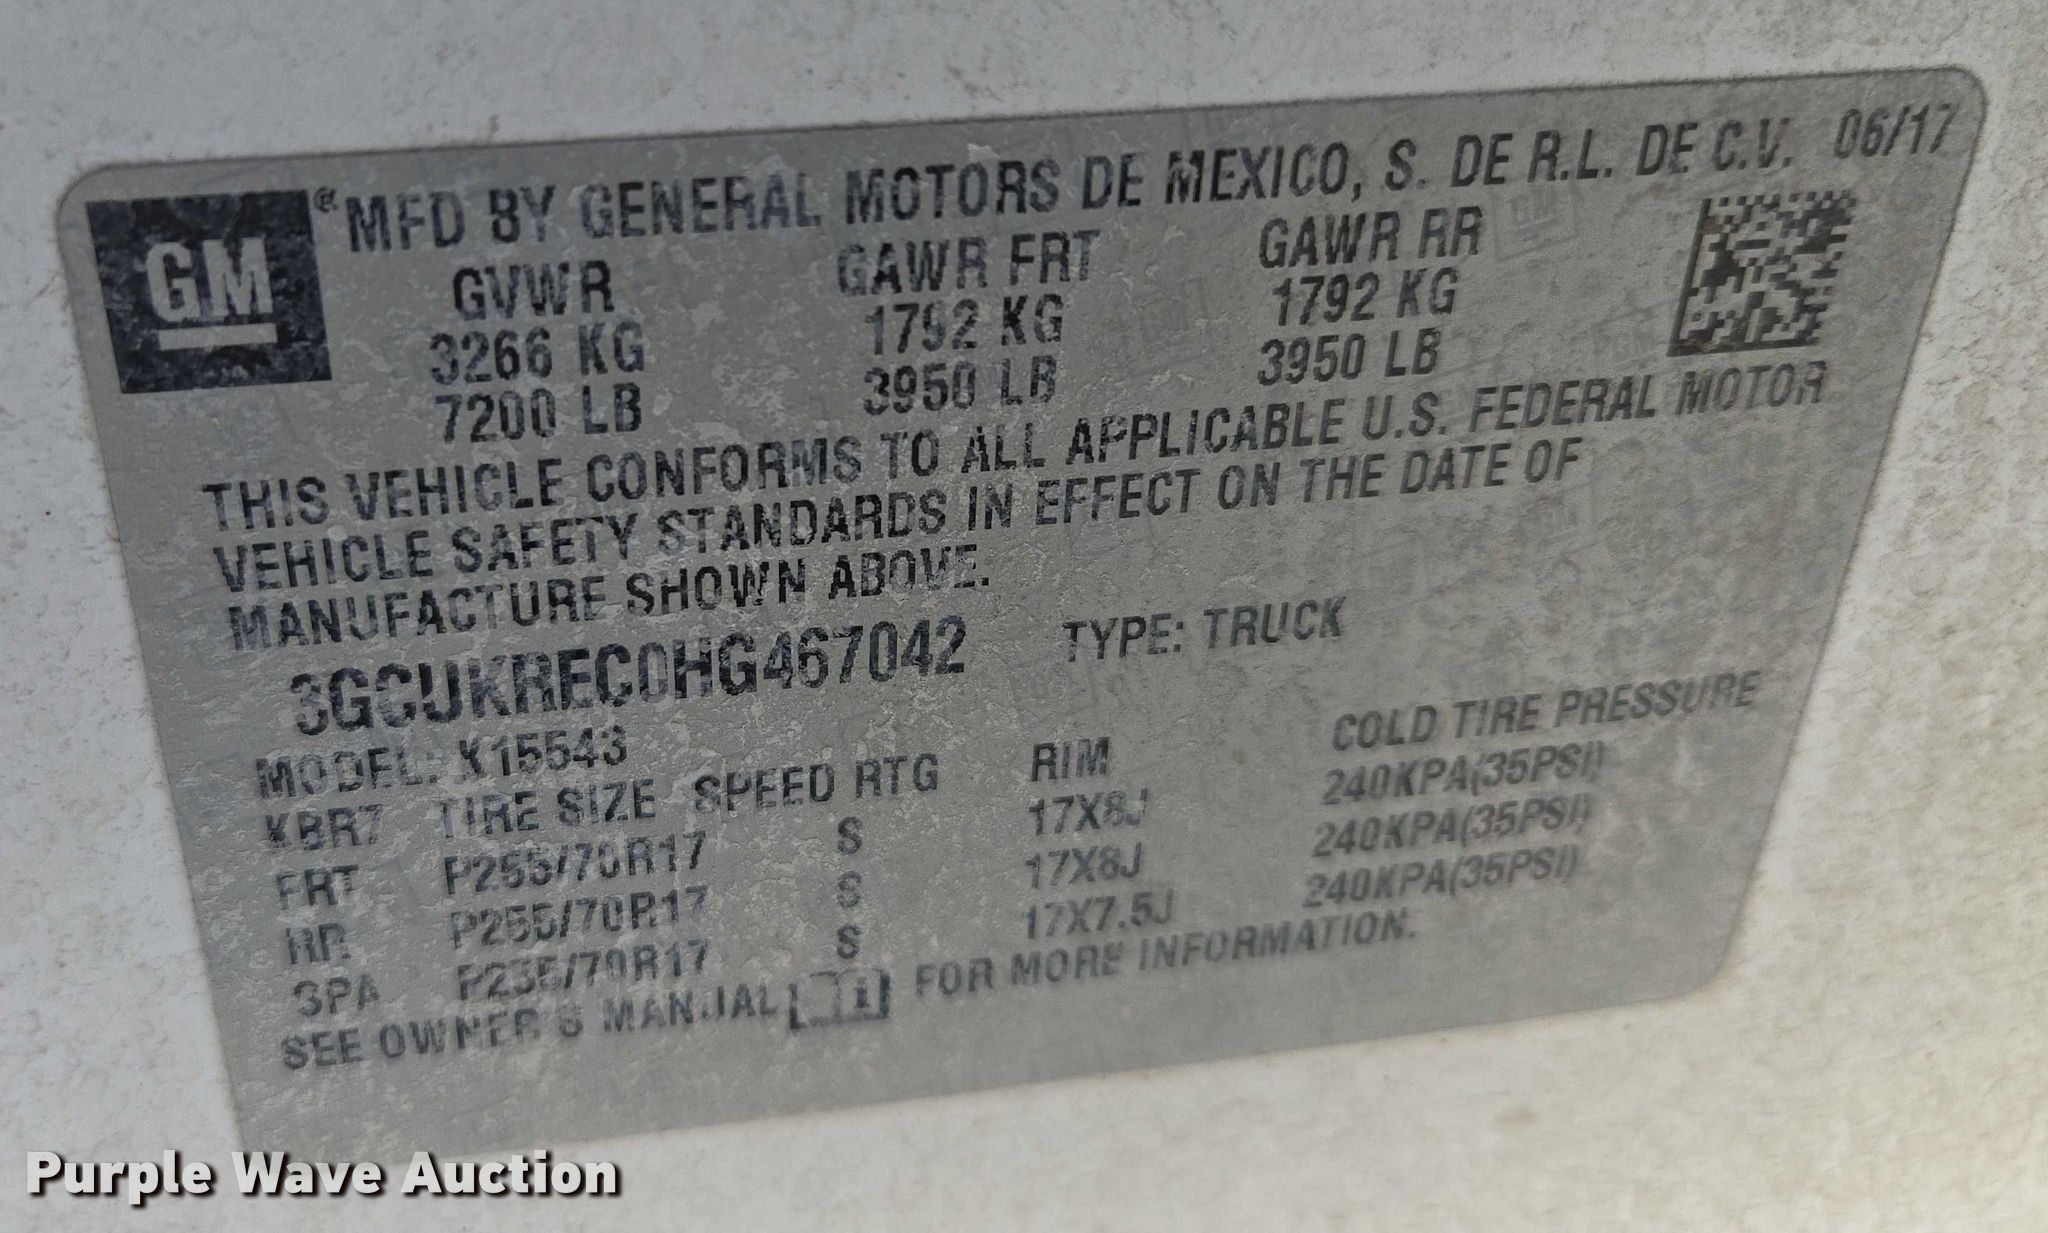 GM ® MFD BY GENERAL MOTORS DE MEXICO, S. DE R.L. DE C.V. 06/17
GVWR GAWR FRT GAWR RR
3266 KG 1792 KG 1792 KG
7200 LB 3950 LB 3950 LB
THIS VEHICLE CONFORMS TO ALL APPLICABLE U.S. FEDERAL MOTOR
VEHICLE SAFETY STANDARDS IN EFFECT ON THE DATE OF
MANUFACTURE SHOWN ABOVE.
3GCUKREC0HG467042 TYPE: TRUCK
MODEL: K15543
KBR7 TIRE SIZE SPEED RTG RIM COLD TIRE PRESSURE
FRT P255/70R17 S 17X8J 240KPA(35PSI)
RR P255/70R17 S 17X8J 240KPA(35PSI)
SPA P255/70R17 S 17X7.5J 240KPA(35PSI)
SEE OWNER'S MANUAL FOR MORE INFORMATION.
Purple Wave Auction